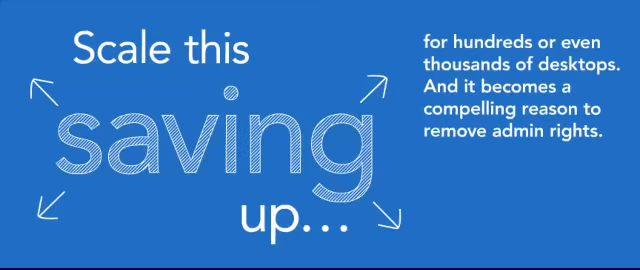 Scale this
saving
up...
for hundreds or even
thousands of desktops.
And it becomes a
compelling reason to
remove admin rights.